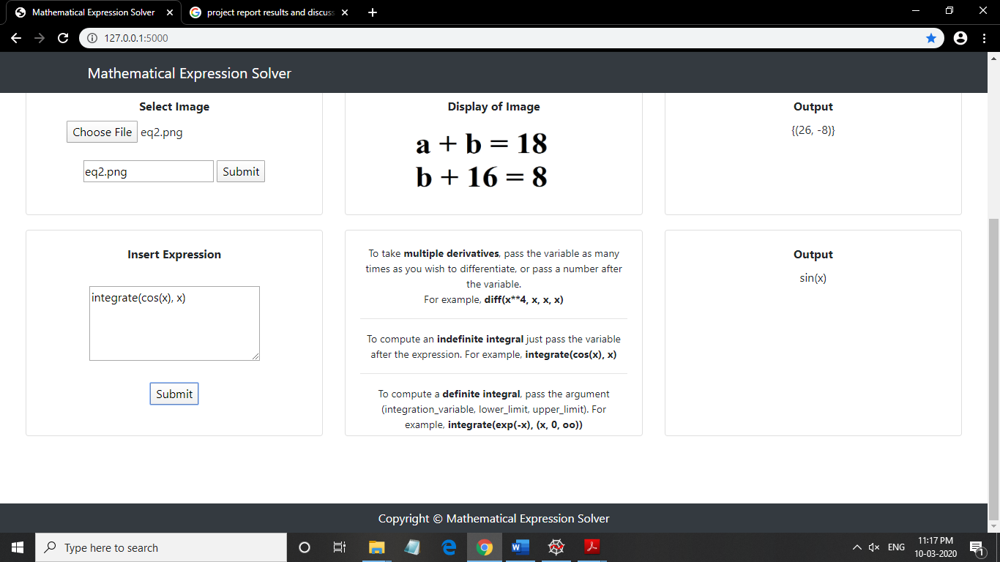 Mathematical Expression Solver
project report results and discuss
127.0.0.1:5000
Mathematical Expression Solver
Select Image
Choose File eq2.png
eq2.png Submit
Display of Image
a + b = 18
b + 16 = 8
Output
{(26, -8)}
Insert Expression
integrate(cos(x), x)
Submit
To take multiple derivatives, pass the variable as many
times as you wish to differentiate, or pass a number after
the variable.
For example, diff(x**4, x, x, x)
To compute an indefinite integral just pass the variable
after the expression. For example, integrate(cos(x), x)
To compute a definite integral, pass the argument
(integration_variable, lower_limit, upper_limit). For
example, integrate(exp(-x), (x, 0, oo))
Output
sin(x)
Copyright © Mathematical Expression Solver
Type here to search
ENG
11:17 PM
10-03-2020
1